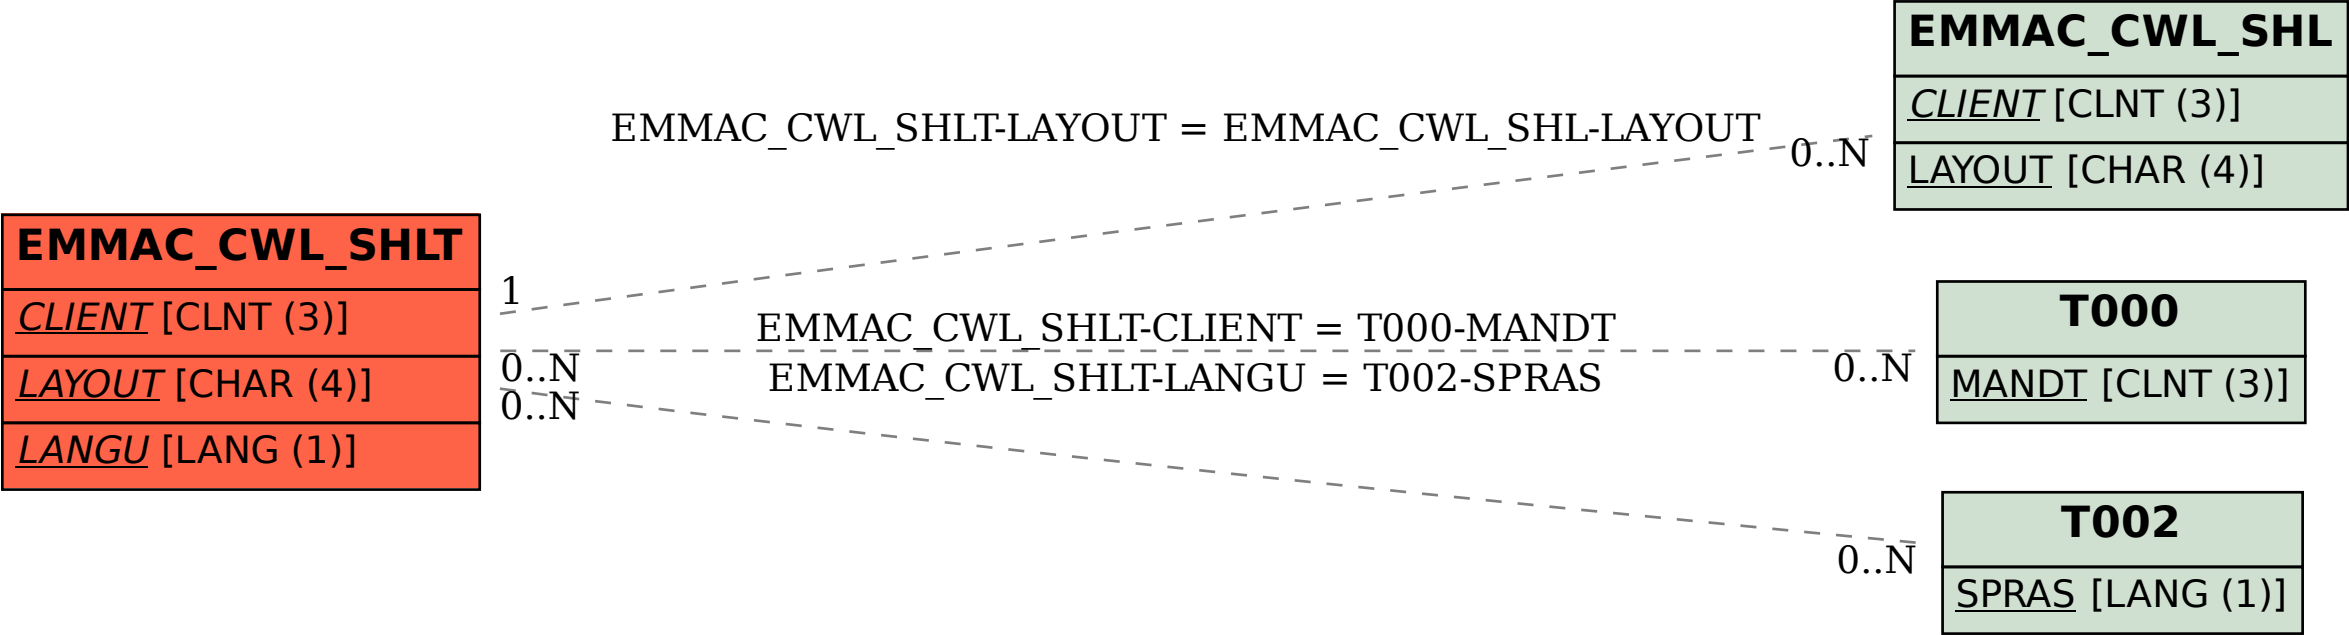 EMMAC_CWL_SHL
CLIENT [CLNT (3)]
LAYOUT [CHAR (4)]
EMMAC_CWL_SHLT-LAYOUT = EMMAC_CWL_SHL-LAYOUT
0..N
EMMAC_CWL_SHLT
CLIENT [CLNT (3)]
LAYOUT [CHAR (4)]
LANGU [LANG (1)]
1
0..N
0..N
EMMAC_CWL_SHLT-CLIENT = T000-MANDT
EMMAC_CWL_SHLT-LANGU = T002-SPRAS
0..N
T000
MANDT [CLNT (3)]
0..N
T002
SPRAS [LANG (1)]